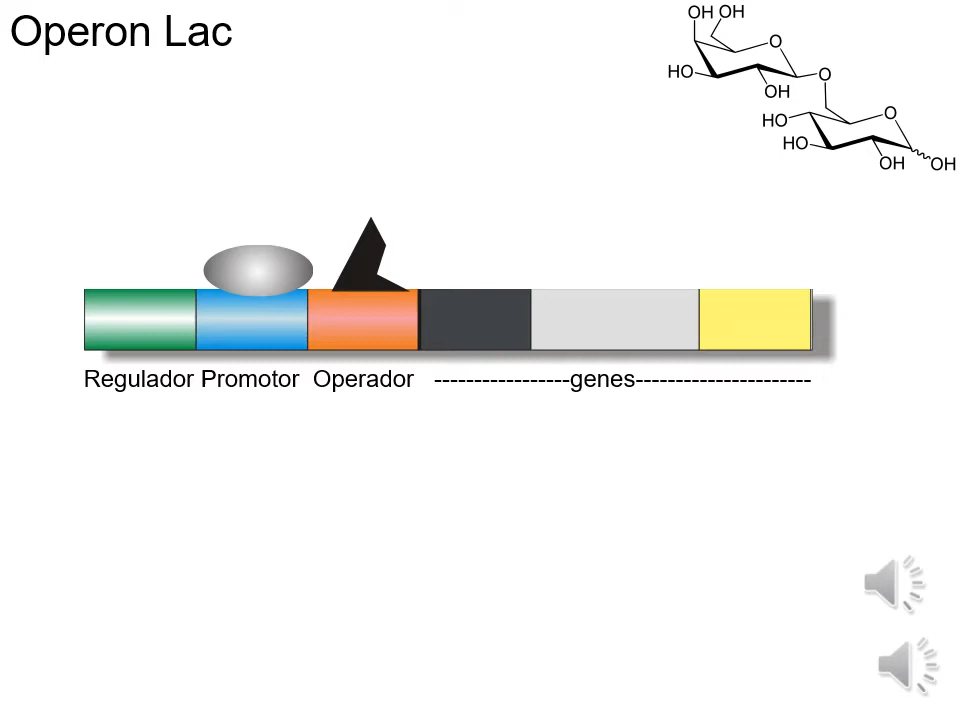 Operon Lac
OH OH
O
HO
O
OH
O
HO
HO
OH
OH
Regulador Promotor Operador -----------------genes----------------------